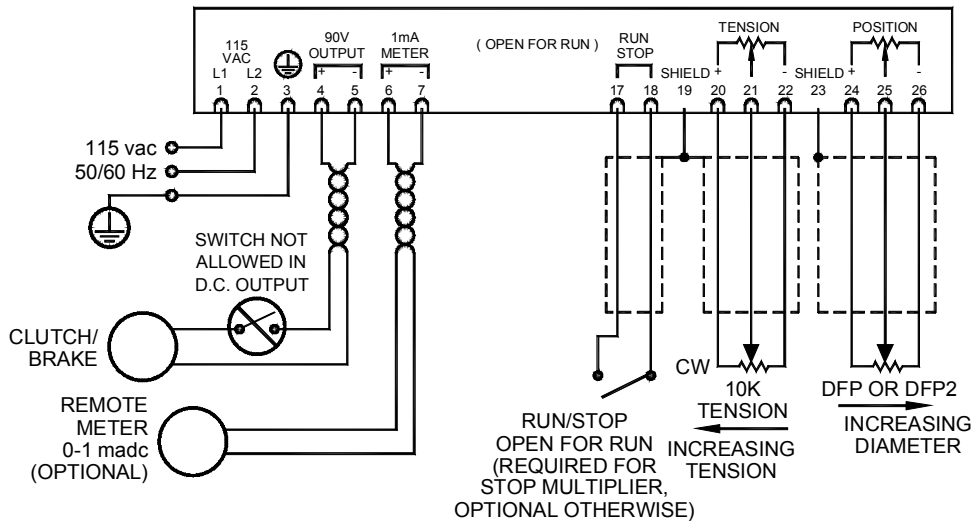 115
VAC
L1 L2
90V
OUTPUT
+ -
1mA
METER
+ -
( OPEN FOR RUN )
RUN
STOP
SHIELD
TENSION
+ -
SHIELD
POSITION
+ -
1 2 3 4 5 6 7 17 18 19 20 21 22 23 24 25 26
115 vac
50/60 Hz
SWITCH NOT
ALLOWED IN
D.C. OUTPUT
CLUTCH/
BRAKE
REMOTE
METER
0-1 madc
(OPTIONAL)
RUN/STOP
OPEN FOR RUN
(REQUIRED FOR
STOP MULTIPLIER,
OPTIONAL OTHERWISE)
CW
10K
TENSION
INCREASING
TENSION
DFP OR DFP2
INCREASING
DIAMETER